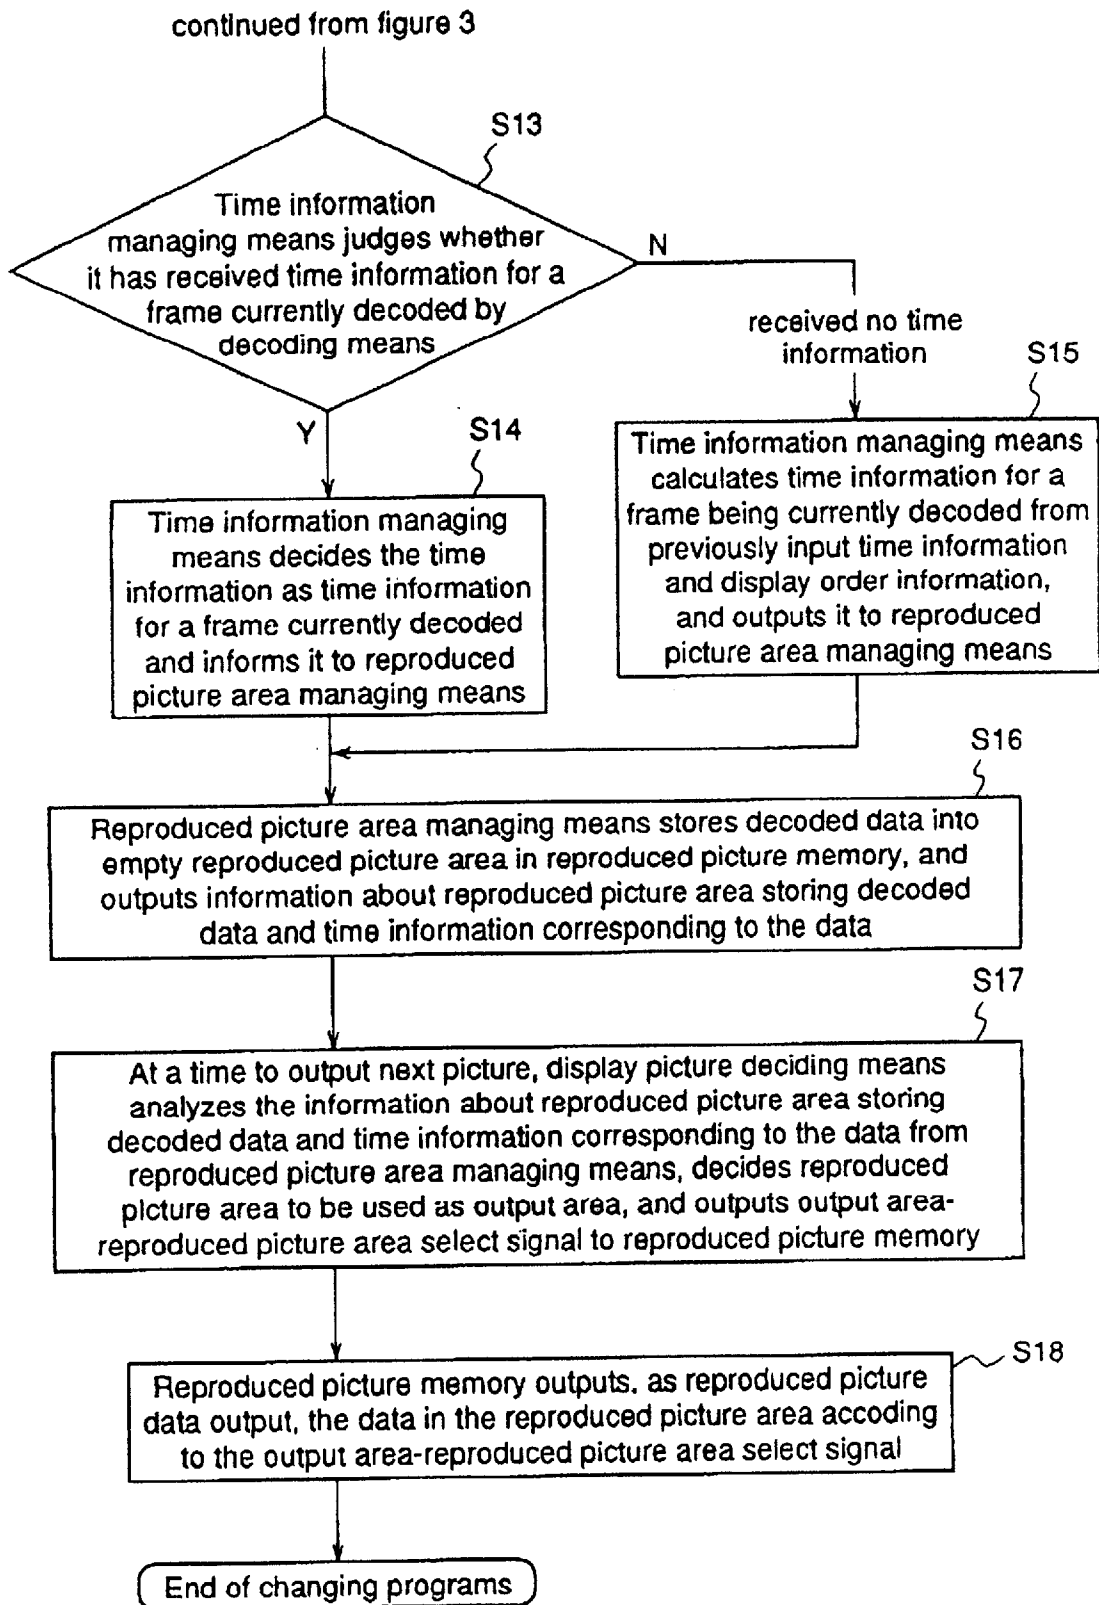 continued from figure 3
S13
Time information
managing means judges whether
it has received time information for a
frame currently decoded by
decoding means
N
received no time
information
Y
S14
Time information managing
means decides the time
information as time information
for a frame currently decoded
and informs it to reproduced
picture area managing means
S15
Time information managing means
calculates time information for a
frame being currently decoded from
previously input time information
and display order information,
and outputs it to reproduced
picture area managing means
S16
Reproduced picture area managing means stores decoded data into
empty reproduced picture area in reproduced picture memory, and
outputs information about reproduced picture area storing decoded
data and time information corresponding to the data
S17
At a time to output next picture, display picture deciding means
analyzes the information about reproduced picture area storing
decoded data and time information corresponding to the data from
reproduced picture area managing means, decides reproduced
picture area to be used as output area, and outputs output area-
reproduced picture area select signal to reproduced picture memory
S18
Reproduced picture memory outputs, as reproduced picture
data output, the data in the reproduced picture area accoding
to the output area-reproduced picture area select signal
End of changing programs